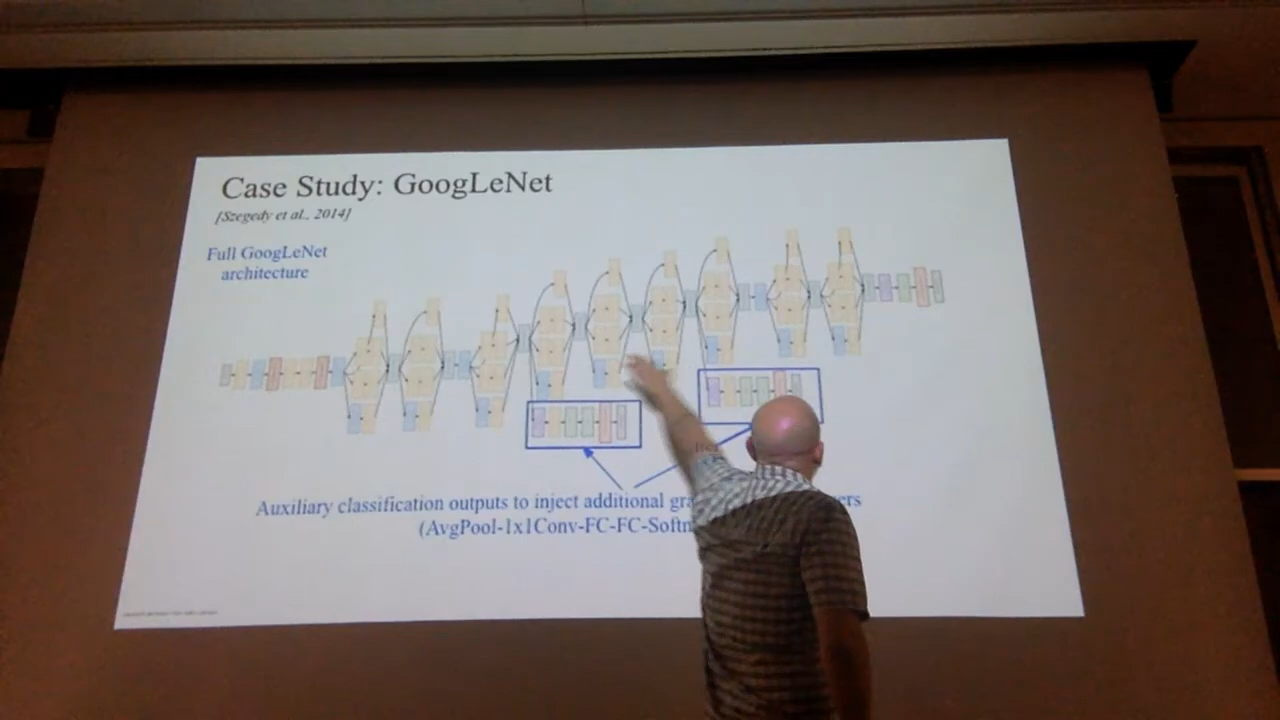 Case Study: GoogLeNet
[Szegedy et al., 2014]
Full GoogLeNet
architecture
Auxiliary classification outputs to inject additional gra ers
(AvgPool-1x1Conv-FC-FC-Softm